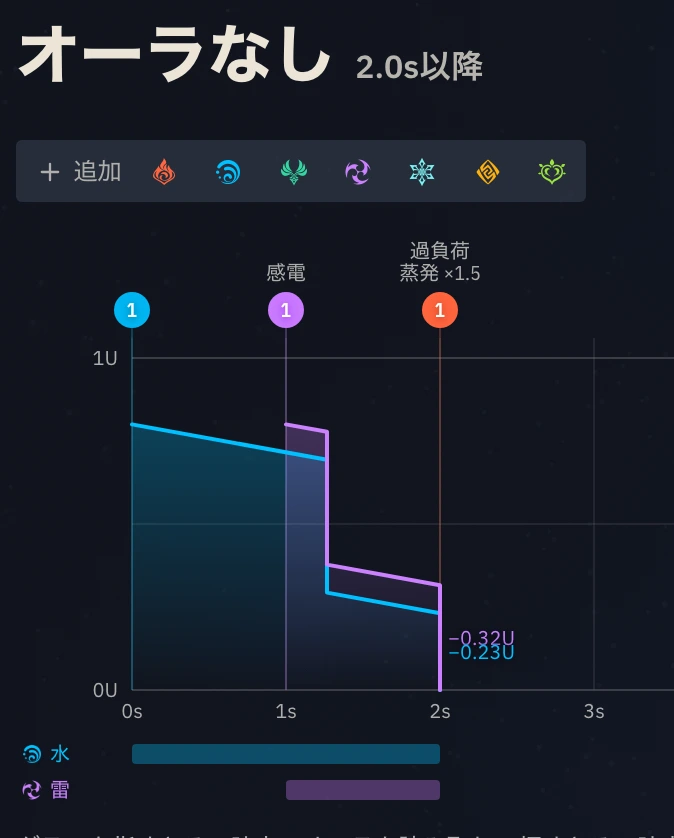 オーラなし 2.0s以降
+ 追加
過負荷
感電 蒸発 ×1.5
1 1 1
1U
−0.32U
−0.23U
0U
0s 1s 2s 3s
水
雷